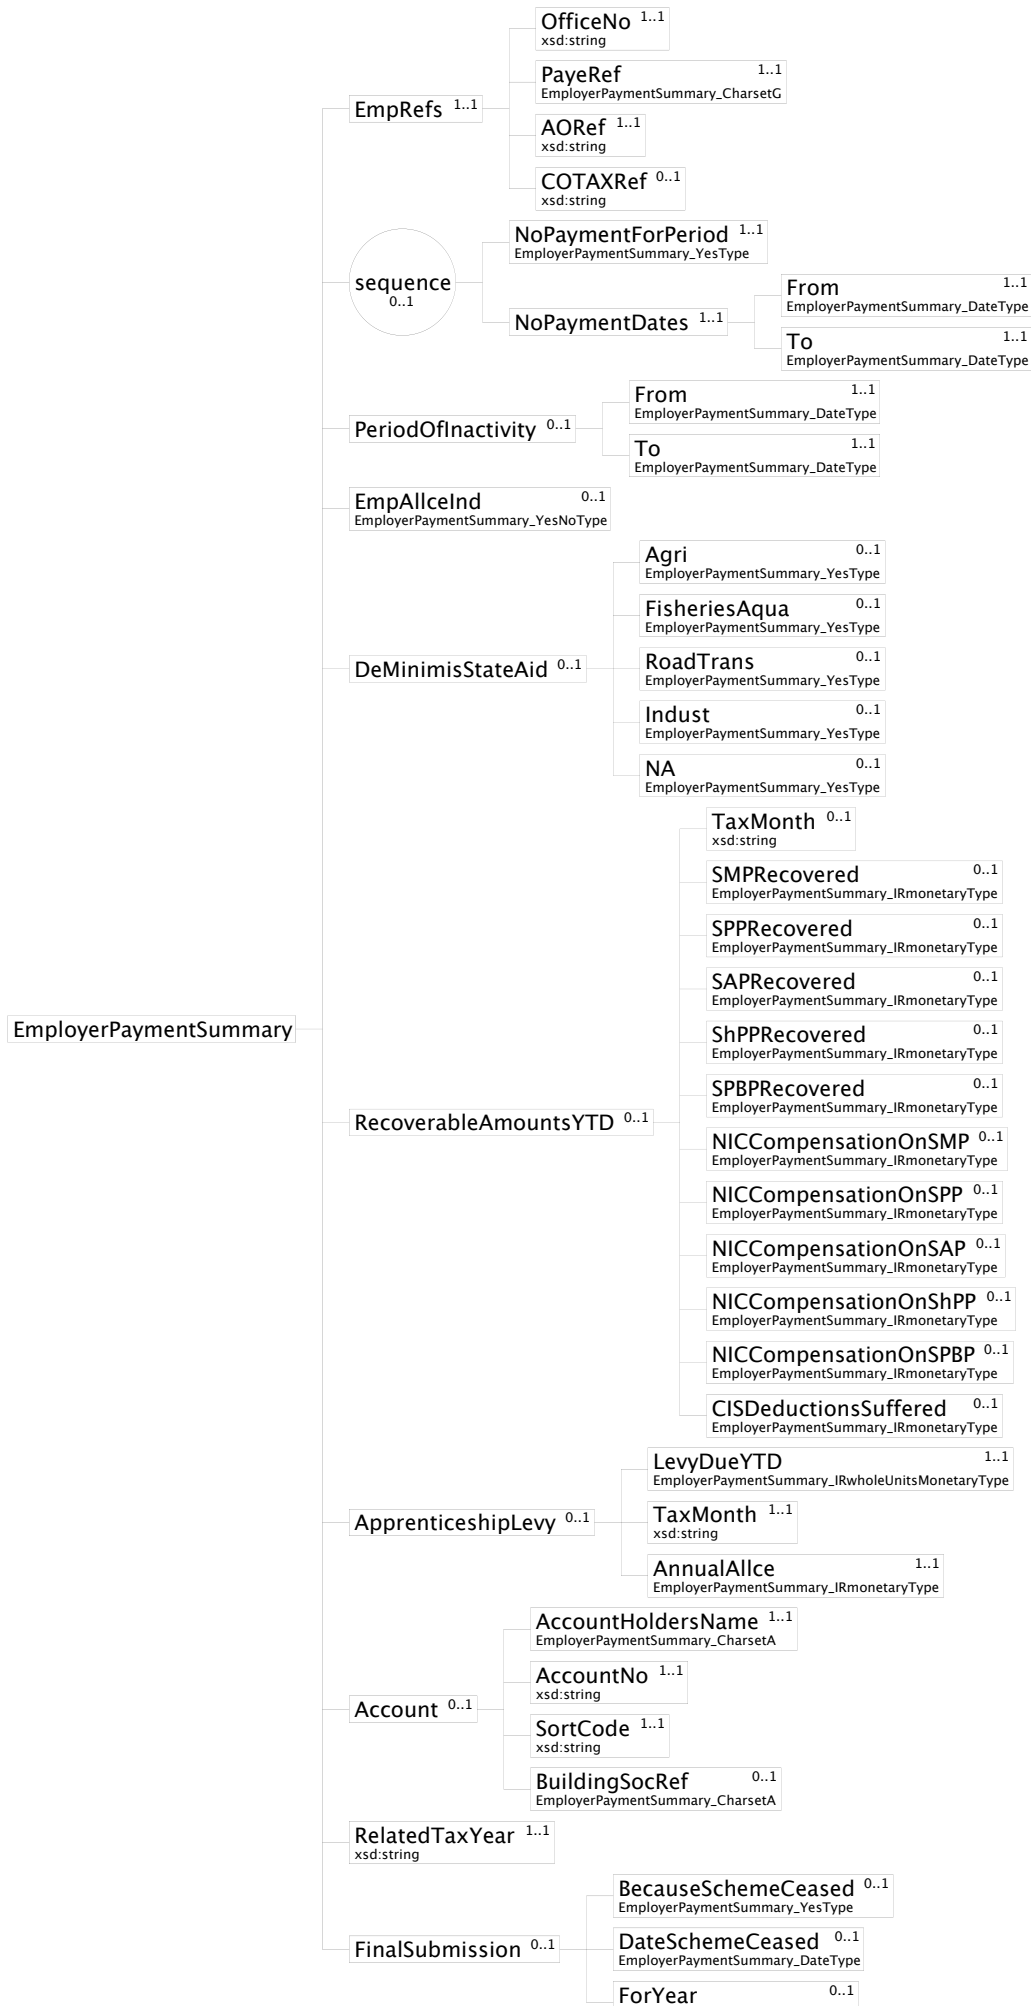 OfficeNo 1..1
xsd:string
PayeRef 1..1
EmployerPaymentSummary_CharsetG
EmpRefs 1..1
AORef 1..1
xsd:string
COTAXRef 0..1
xsd:string
NoPaymentForPeriod 1..1
EmployerPaymentSummary_YesType
sequence
0..1
From 1..1
EmployerPaymentSummary_DateType
NoPaymentDates 1..1
To 1..1
EmployerPaymentSummary_DateType
From 1..1
EmployerPaymentSummary_DateType
PeriodOfInactivity 0..1
To 1..1
EmployerPaymentSummary_DateType
EmpAllceInd 0..1
EmployerPaymentSummary_YesNoType
Agri 0..1
EmployerPaymentSummary_YesType
FisheriesAqua 0..1
EmployerPaymentSummary_YesType
DeMinimisStateAid 0..1
RoadTrans 0..1
EmployerPaymentSummary_YesType
Indust 0..1
EmployerPaymentSummary_YesType
NA 0..1
EmployerPaymentSummary_YesType
TaxMonth 0..1
xsd:string
SMPRecovered 0..1
EmployerPaymentSummary_IRmonetaryType
SPPRecovered 0..1
EmployerPaymentSummary_IRmonetaryType
SAPRecovered 0..1
EmployerPaymentSummary_IRmonetaryType
EmployerPaymentSummary
ShPPRecovered 0..1
EmployerPaymentSummary_IRmonetaryType
SPBPRecovered 0..1
EmployerPaymentSummary_IRmonetaryType
RecoverableAmountsYTD 0..1
NICCompensationOnSMP 0..1
EmployerPaymentSummary_IRmonetaryType
NICCompensationOnSPP 0..1
EmployerPaymentSummary_IRmonetaryType
NICCompensationOnSAP 0..1
EmployerPaymentSummary_IRmonetaryType
NICCompensationOnShPP 0..1
EmployerPaymentSummary_IRmonetaryType
NICCompensationOnSPBP 0..1
EmployerPaymentSummary_IRmonetaryType
CISDeductionsSuffered 0..1
EmployerPaymentSummary_IRmonetaryType
LevyDueYTD 1..1
EmployerPaymentSummary_IRwholeUnitsMonetaryType
ApprenticeshipLevy 0..1
TaxMonth 1..1
xsd:string
AnnualAllce 1..1
EmployerPaymentSummary_IRmonetaryType
AccountHoldersName 1..1
EmployerPaymentSummary_CharsetA
AccountNo 1..1
xsd:string
Account 0..1
SortCode 1..1
xsd:string
BuildingSocRef 0..1
EmployerPaymentSummary_CharsetA
RelatedTaxYear 1..1
xsd:string
BecauseSchemeCeased 0..1
EmployerPaymentSummary_YesType
FinalSubmission 0..1
DateSchemeCeased 0..1
EmployerPaymentSummary_DateType
ForYear 0..1